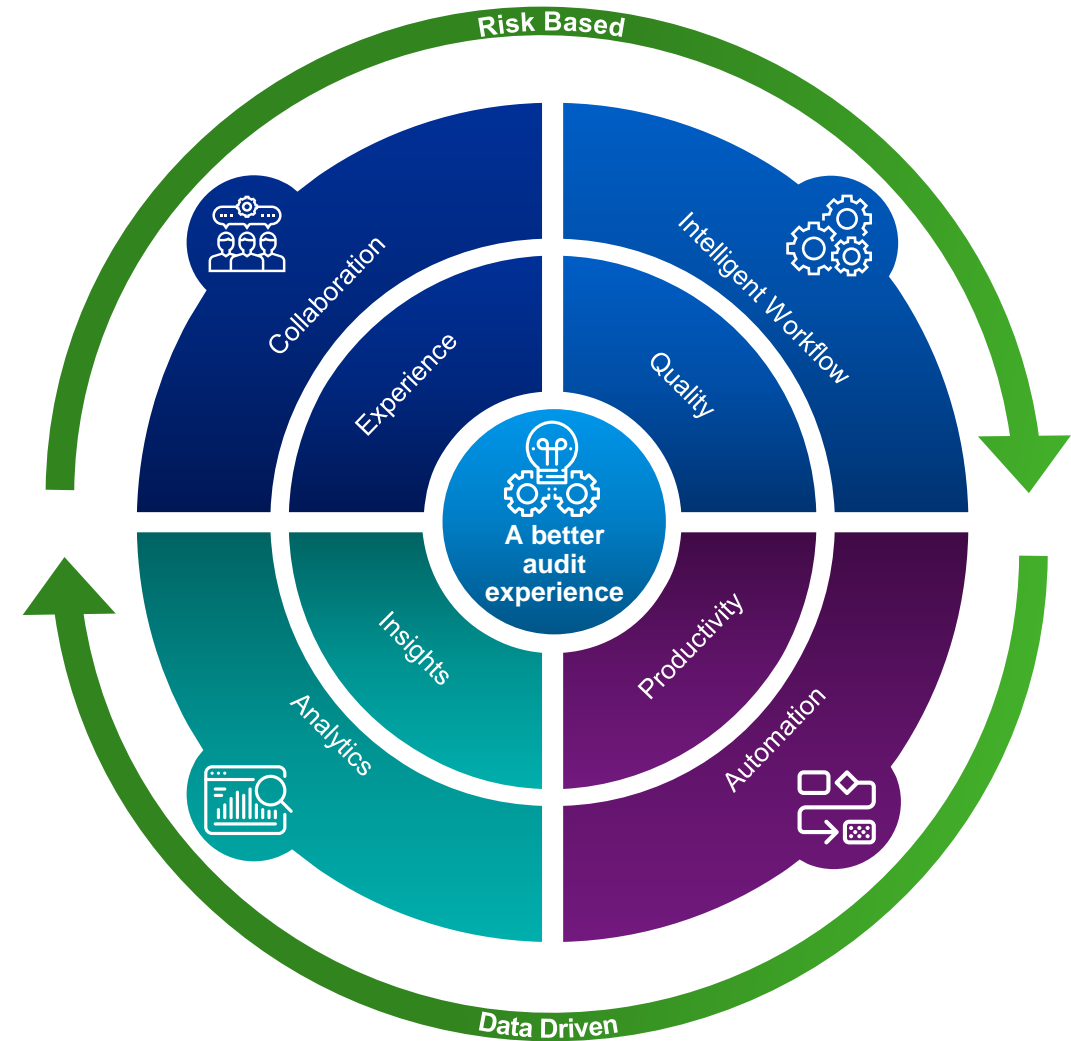 Risk Based
Collaboration
Experience
Intelligent Workflow
Quality
A better
audit
experience
Insights
Analytics
Productivity
Automation
Data Driven